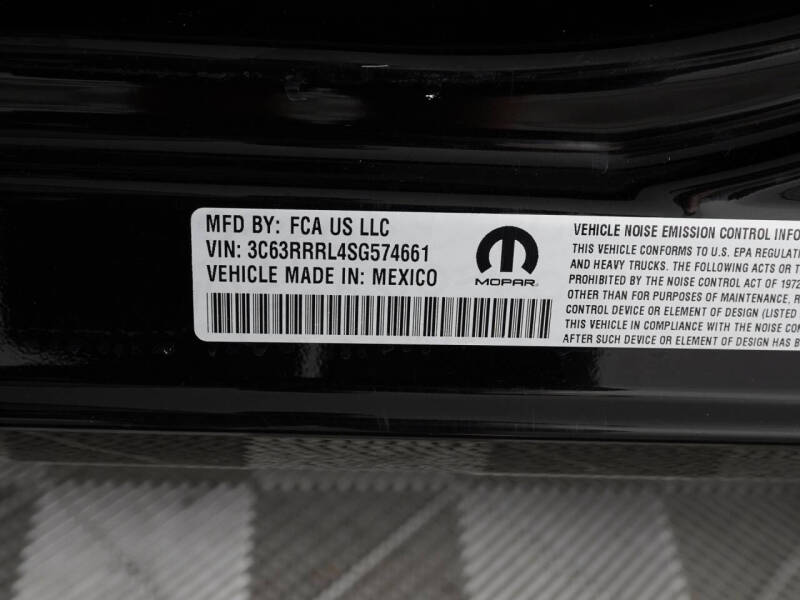 MFD BY: FCA US LLC
VIN: 3C63RRRL4SG574661
VEHICLE MADE IN: MEXICO
MOPAR
VEHICLE NOISE EMISSION CONTROL INFO
THIS VEHICLE CONFORMS TO U.S. EPA REGULAT
AND HEAVY TRUCKS. THE FOLLOWING ACTS OR T
PROHIBITED BY THE NOISE CONTROL ACT OF 1972
OTHER THAN FOR PURPOSES OF MAINTENANCE, R
CONTROL DEVICE OR ELEMENT OF DESIGN (LISTED
THIS VEHICLE IN COMPLIANCE WITH THE NOISE CON
AFTER SUCH DEVICE OR ELEMENT OF DESIGN HAS B